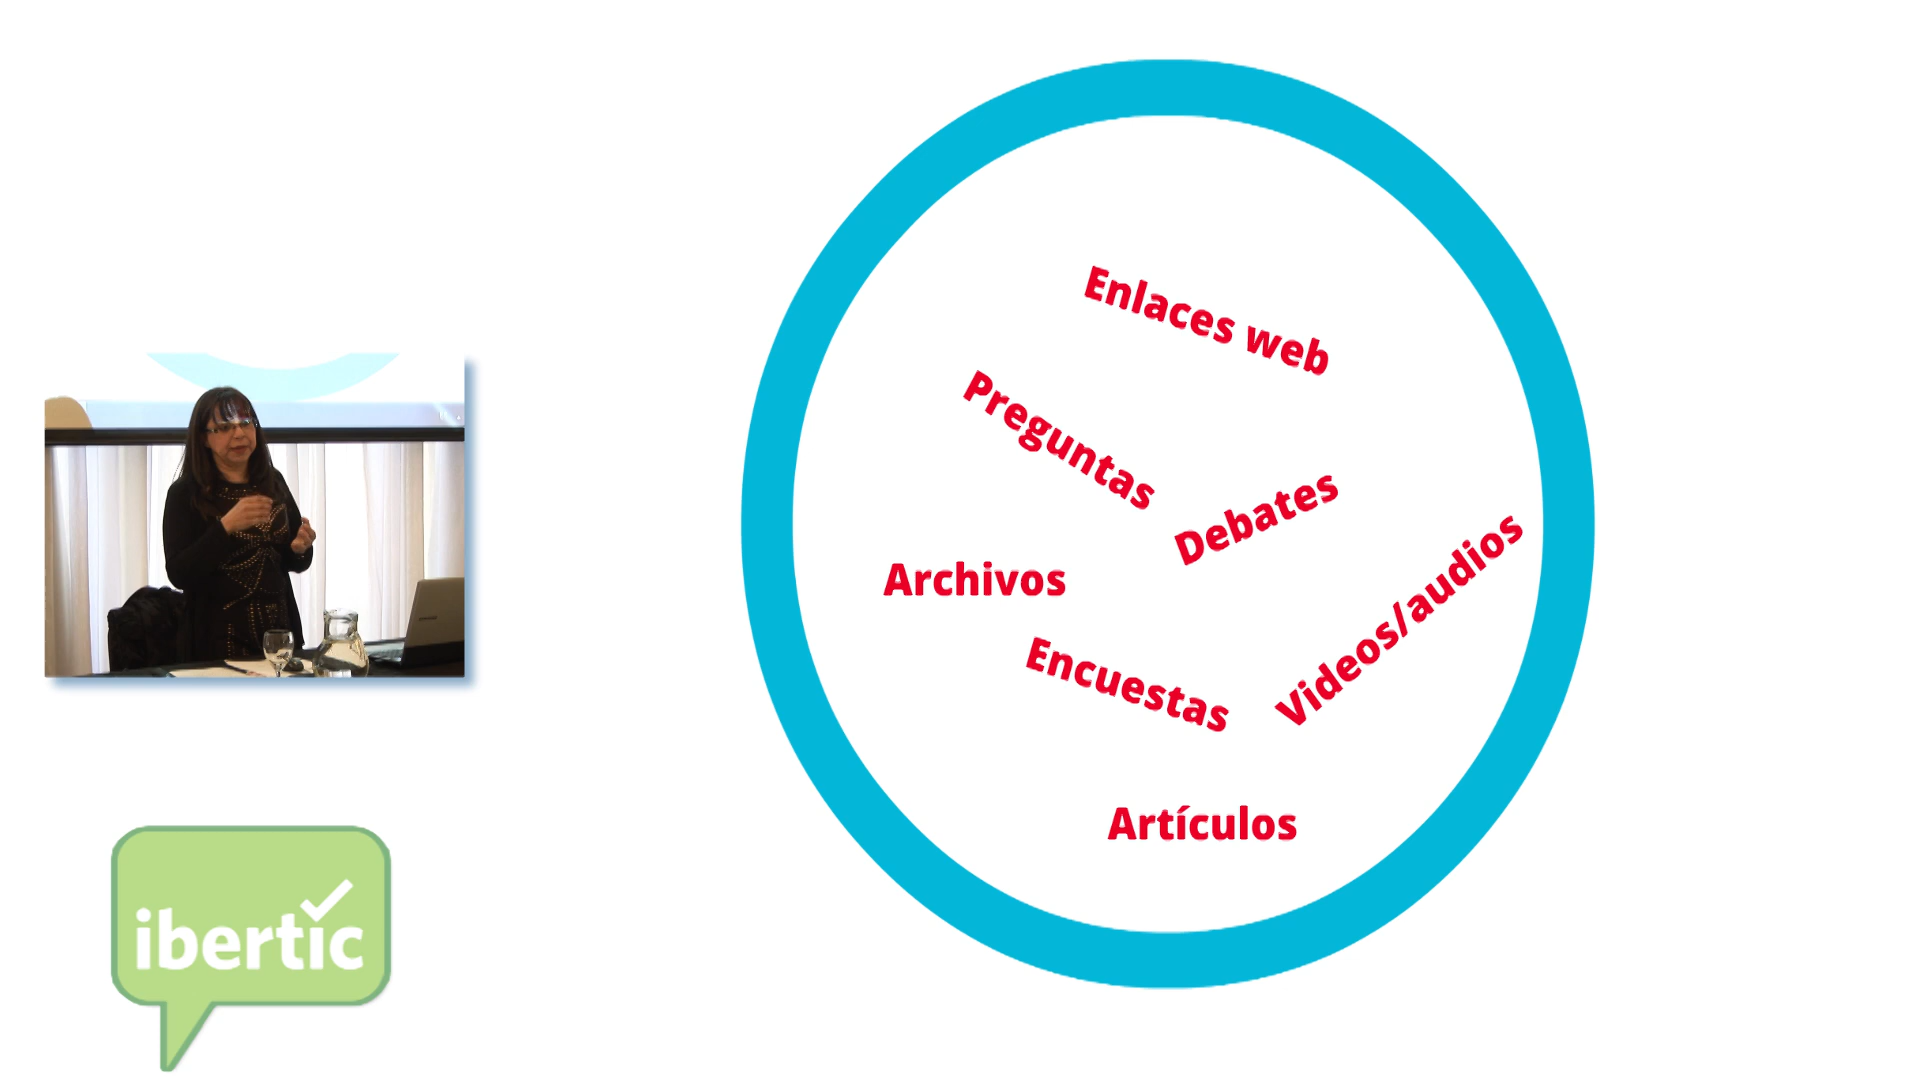 Enlaces web
Preguntas
Debates
Archivos
Videos/audios
Encuestas
Artículos
ibertic